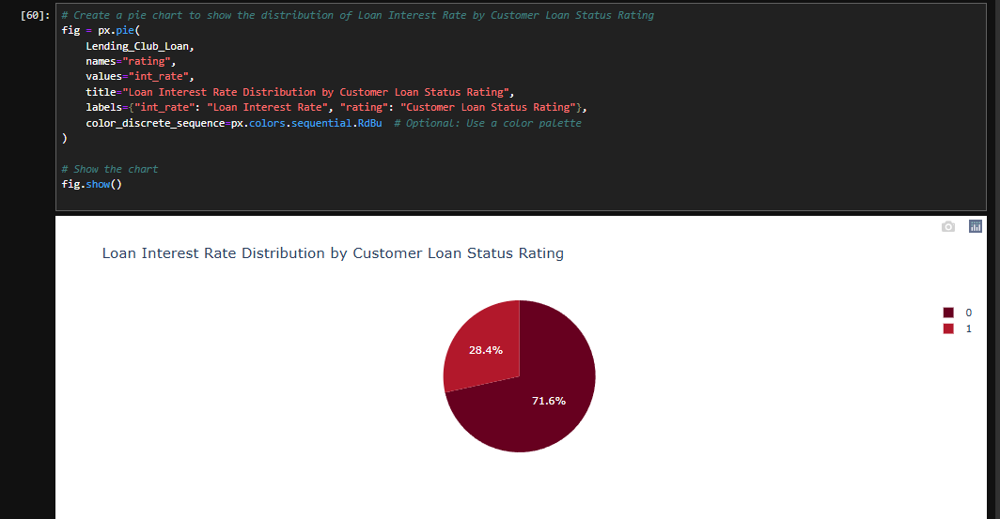 [60]:
# Create a pie chart to show the distribution of Loan Interest Rate by Customer Loan Status Rating
fig = px.pie(
    Lending_Club_Loan,
    names="rating",
    values="int_rate",
    title="Loan Interest Rate Distribution by Customer Loan Status Rating",
    labels={"int_rate": "Loan Interest Rate", "rating": "Customer Loan Status Rating"},
    color_discrete_sequence=px.colors.sequential.RdBu  # Optional: Use a color palette
)
# Show the chart
fig.show()
Loan Interest Rate Distribution by Customer Loan Status Rating
0
1
28.4%
71.6%